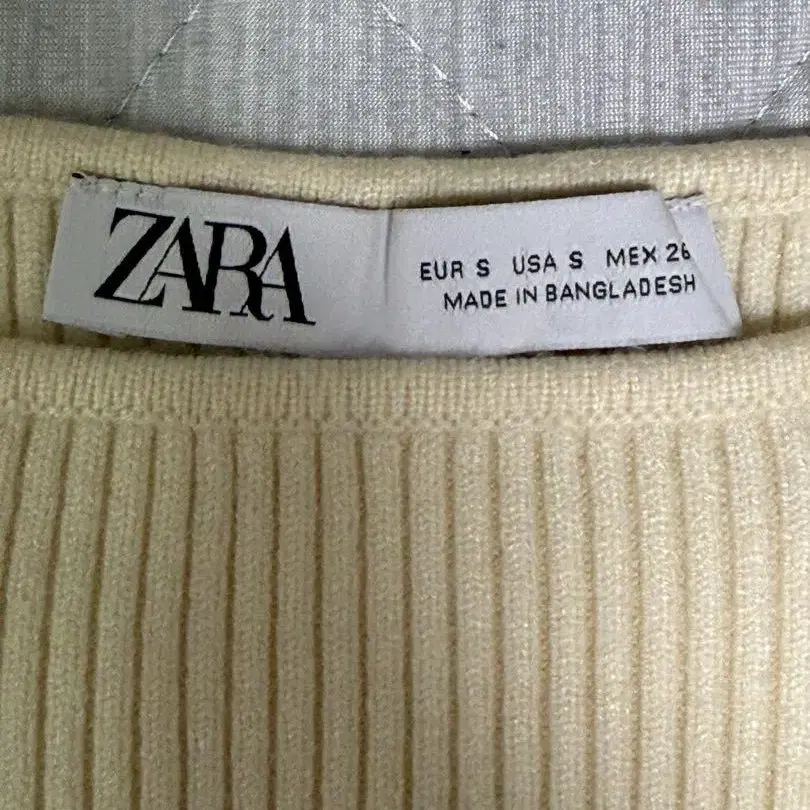 ZARA
EUR S USA S MEX 26
MADE IN BANGLADESH